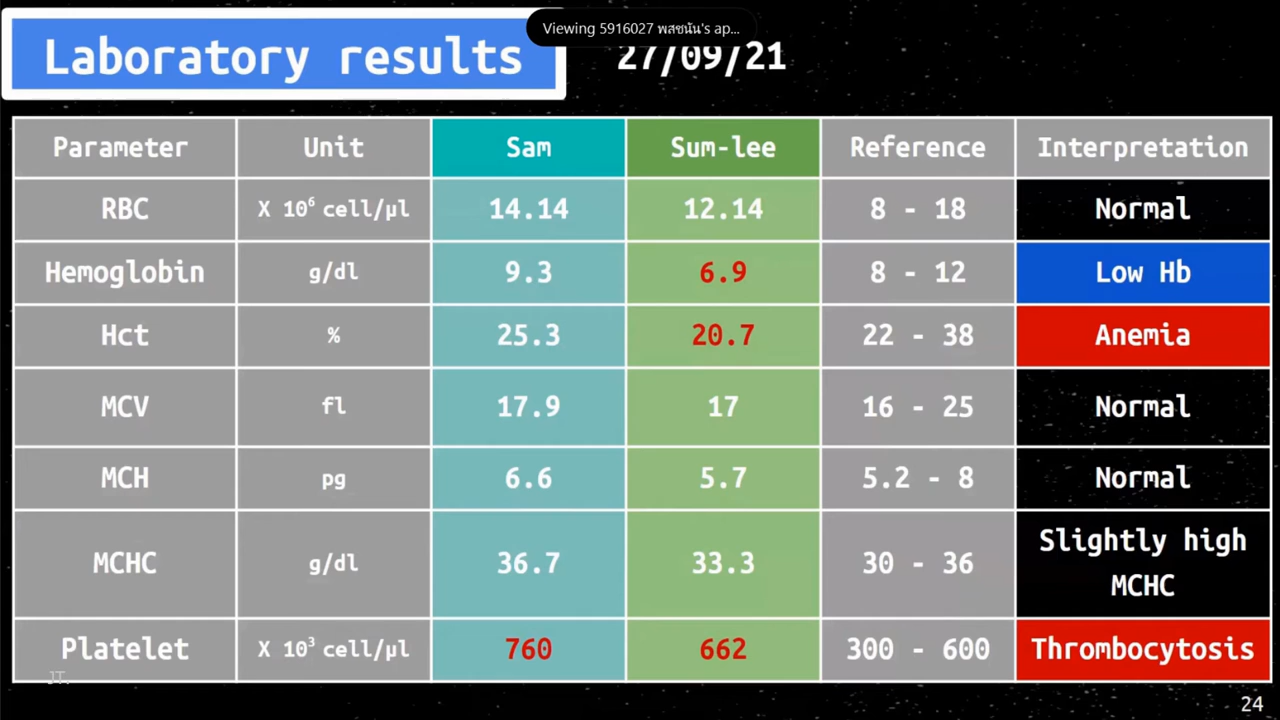 Viewing 5916027 พสชนัน's ap...
Laboratory results
27/09/21
Parameter Unit Sam Sum-lee Reference Interpretation
RBC X 10⁶ cell/µl 14.14 12.14 8 - 18 Normal
Hemoglobin g/dl 9.3 6.9 8 - 12 Low Hb
Hct % 25.3 20.7 22 - 38 Anemia
MCV fl 17.9 17 16 - 25 Normal
MCH pg 6.6 5.7 5.2 - 8 Normal
MCHC g/dl 36.7 33.3 30 - 36 Slightly high
MCHC
Platelet X 10³ cell/µl 760 662 300 - 600 Thrombocytosis
JT.
24